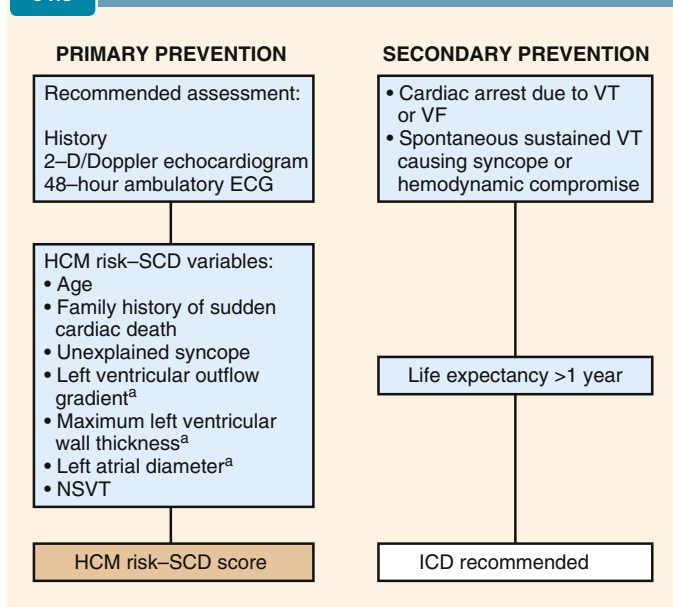 PRIMARY PREVENTION
Recommended assessment:
History
2–D/Doppler echocardiogram
48–hour ambulatory ECG
HCM risk–SCD variables:
• Age
• Family history of sudden
cardiac death
• Unexplained syncope
• Left ventricular outflow
gradientᵃ
• Maximum left ventricular
wall thicknessᵃ
• Left atrial diameterᵃ
• NSVT
HCM risk–SCD score
SECONDARY PREVENTION
• Cardiac arrest due to VT
or VF
• Spontaneous sustained VT
causing syncope or
hemodynamic compromise
Life expectancy >1 year
ICD recommended